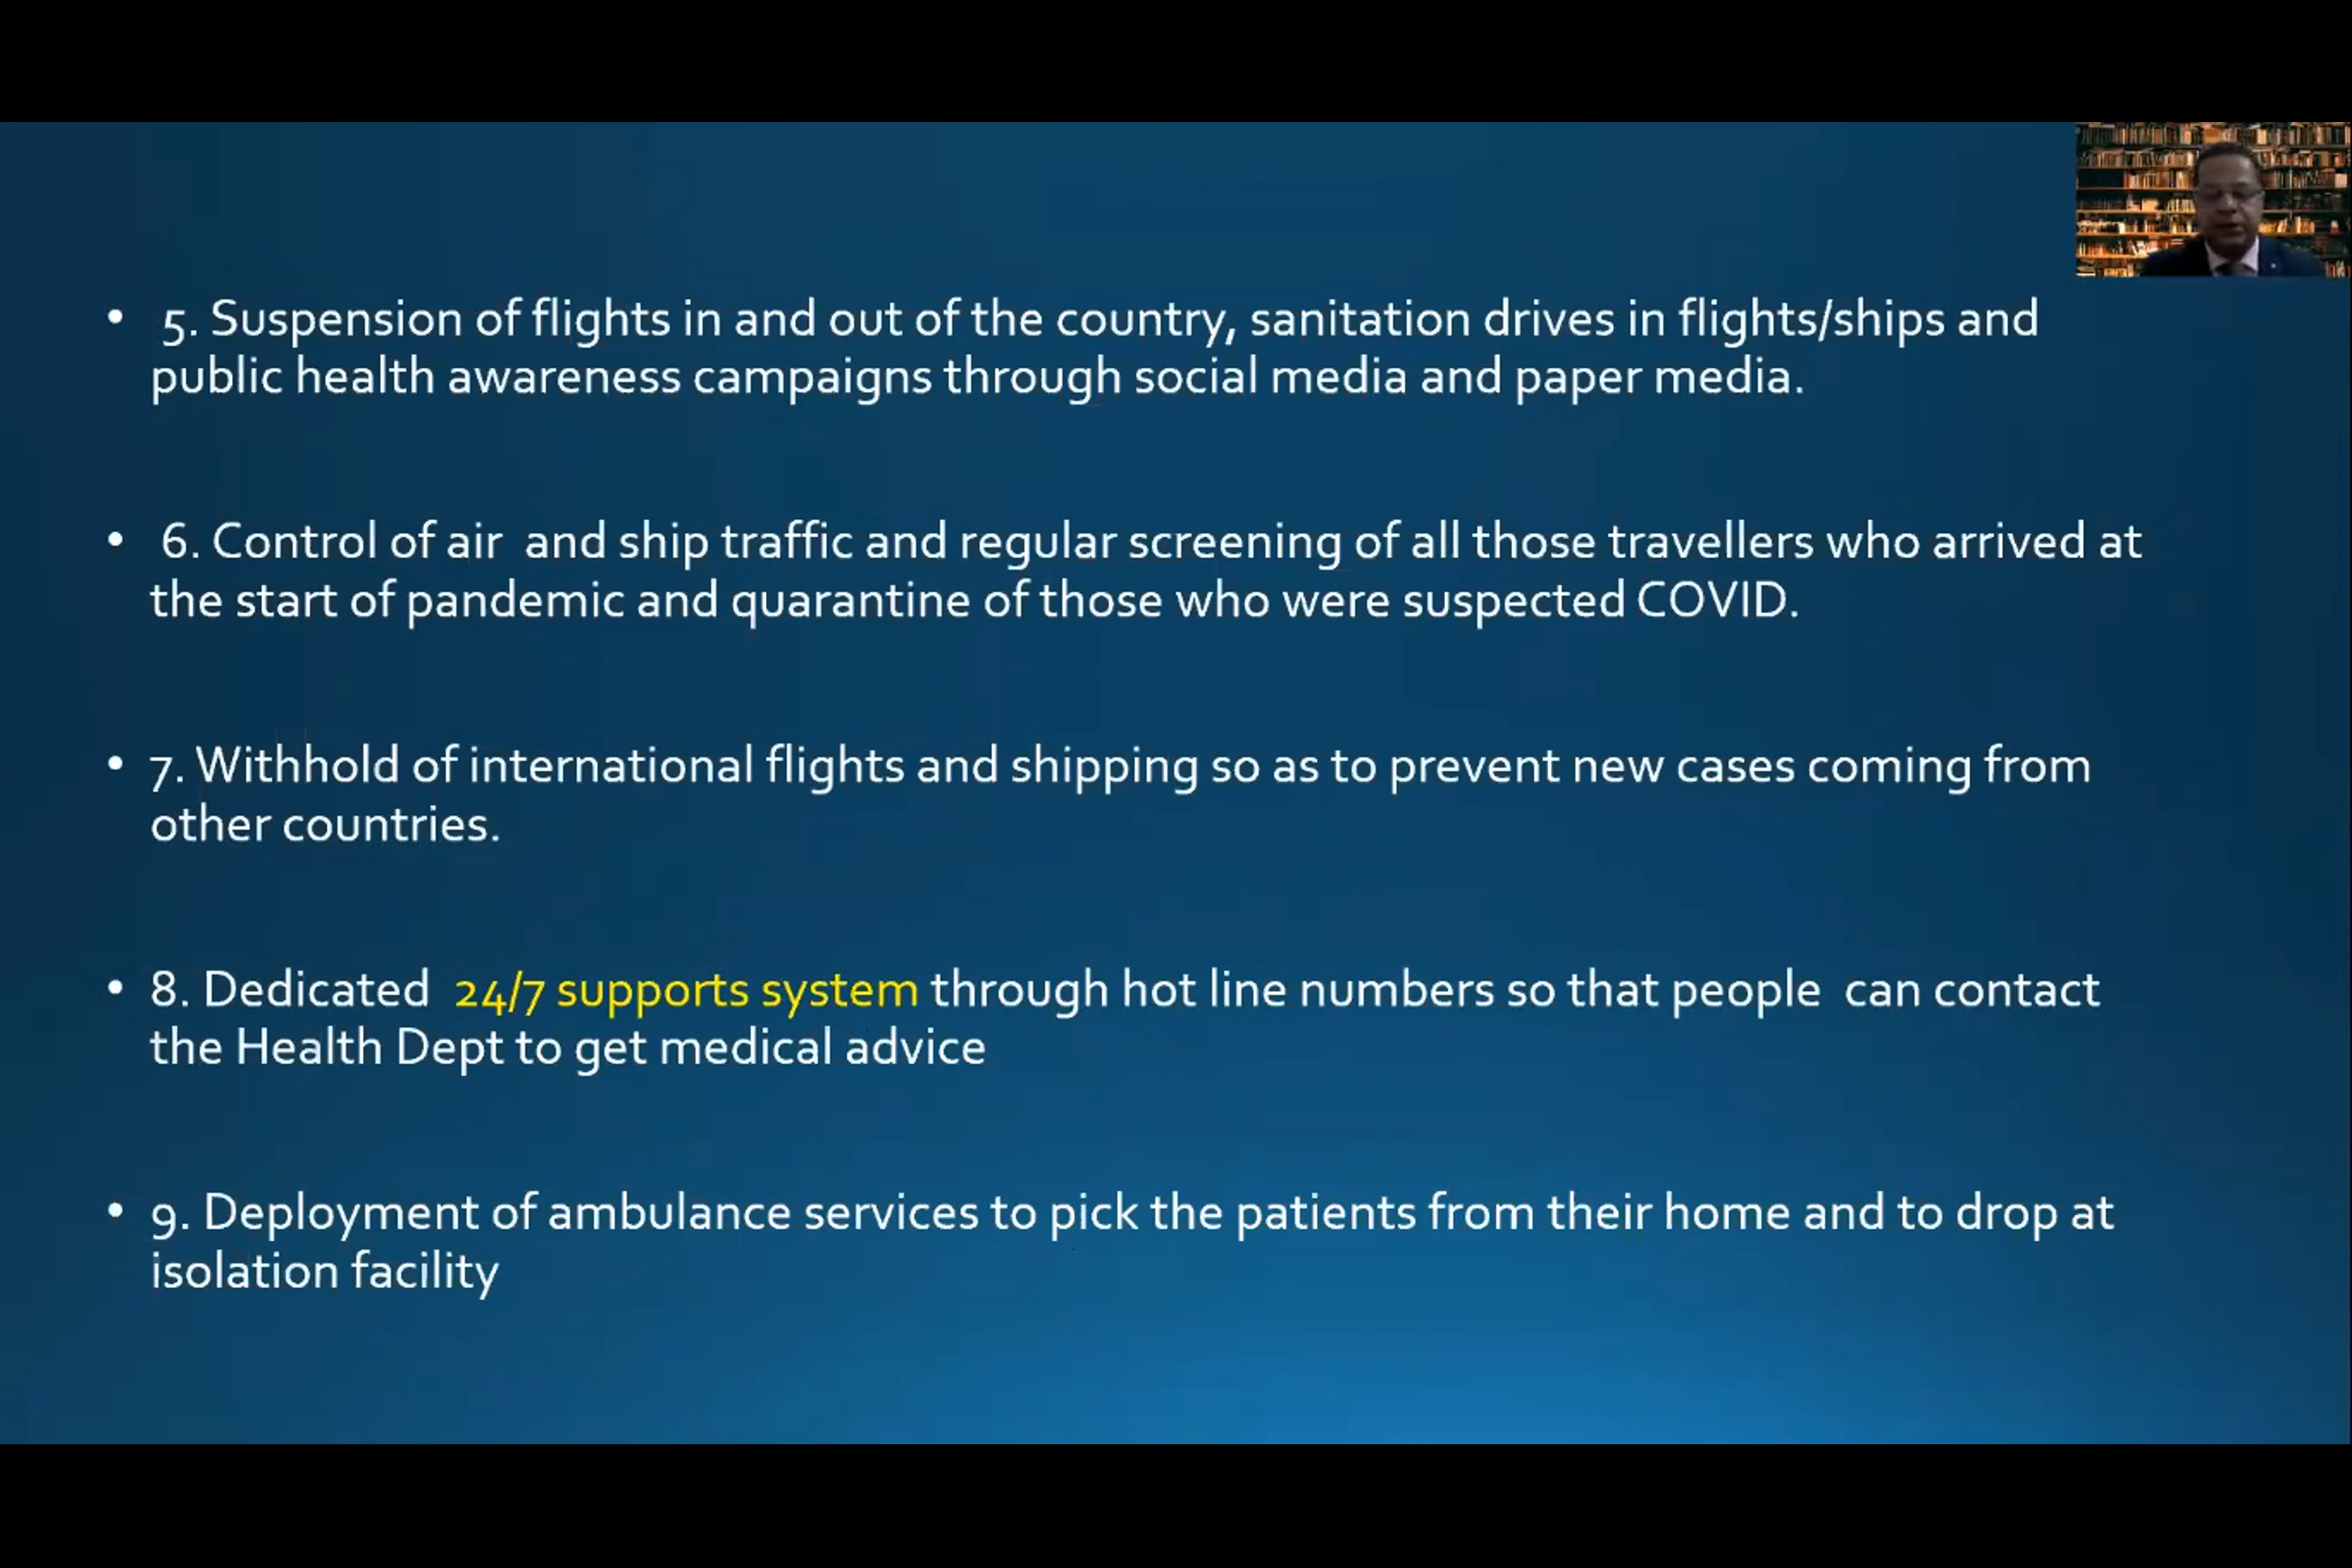 • 5. Suspension of flights in and out of the country, sanitation drives in flights/ships and
public health awareness campaigns through social media and paper media.
• 6. Control of air and ship traffic and regular screening of all those travellers who arrived at
the start of pandemic and quarantine of those who were suspected COVID.
• 7. Withhold of international flights and shipping so as to prevent new cases coming from
other countries.
• 8. Dedicated 24/7 supports system through hot line numbers so that people can contact
the Health Dept to get medical advice
• 9. Deployment of ambulance services to pick the patients from their home and to drop at
isolation facility